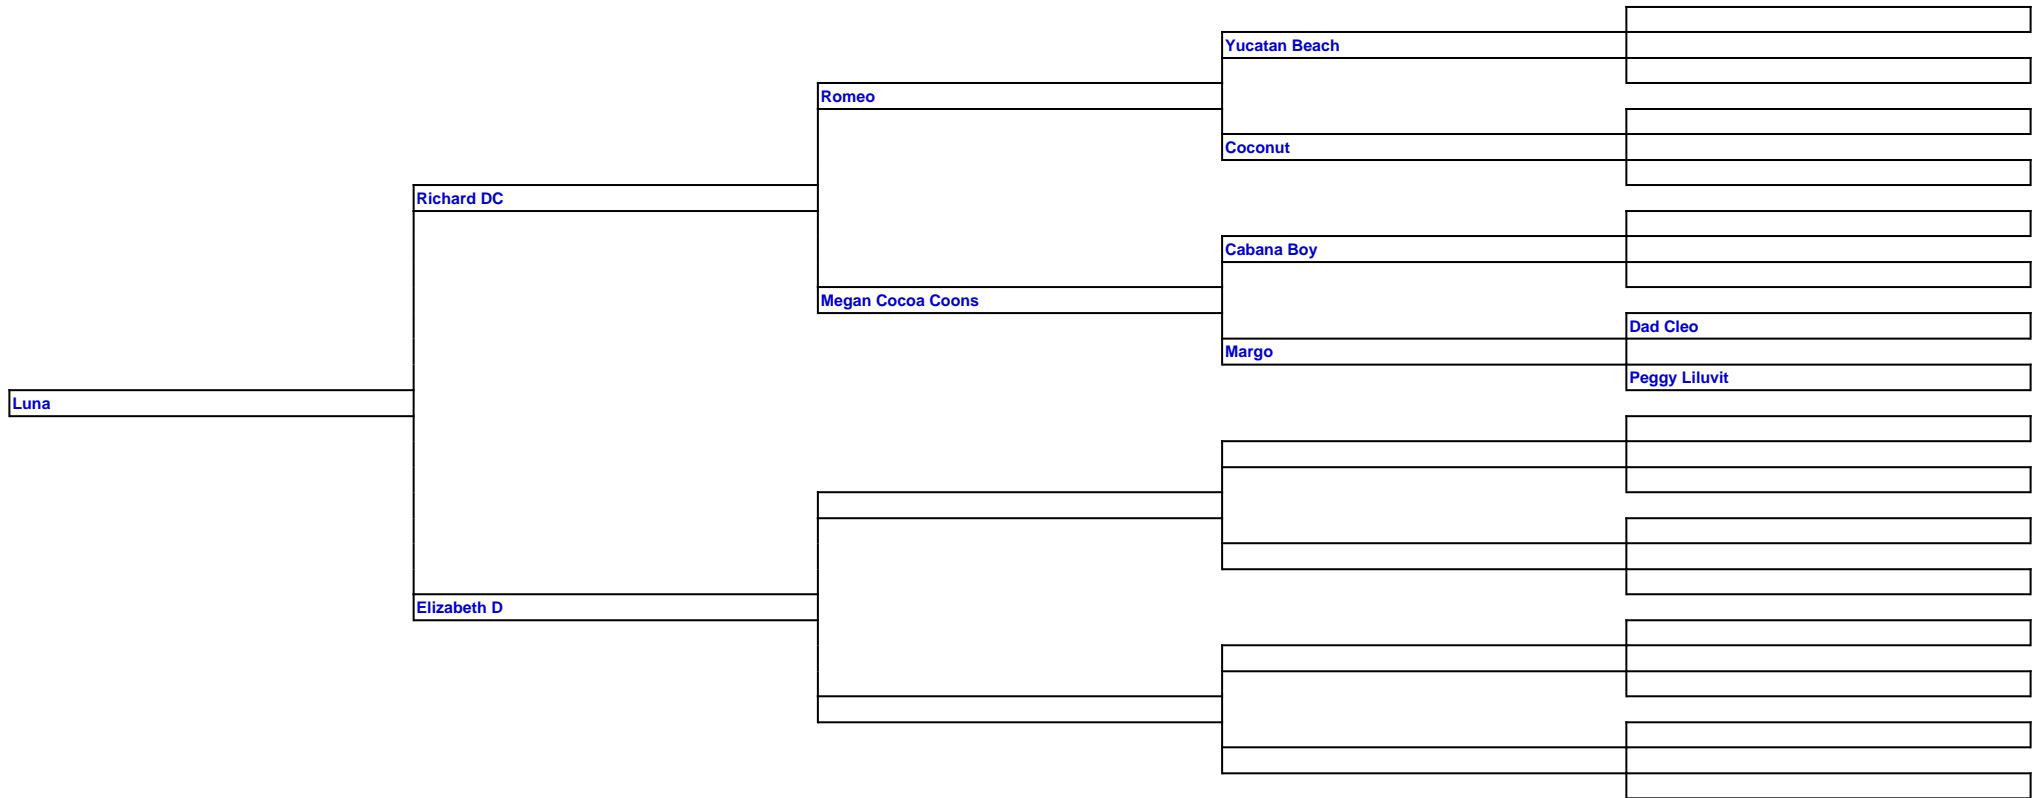 Yucatan Beach
Romeo
Coconut
Richard DC
Cabana Boy
Megan Cocoa Coons
Dad Cleo
Margo
Peggy Liluvit
Luna
Elizabeth D